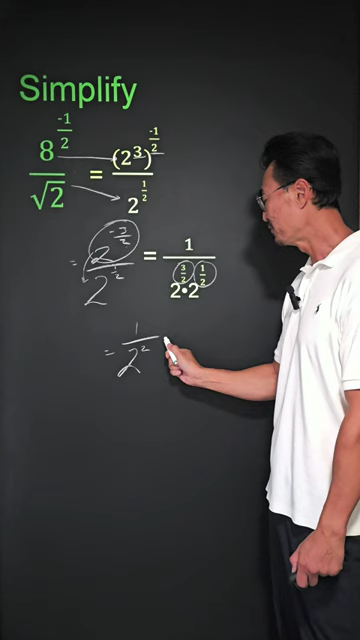 Simplify
8^(-1/2) / √2 = (2^3)^(-1/2) / 2^(1/2)
= 2^(-3/2) / 2^(1/2) = 1 / (2^(3/2) • 2^(1/2))
= 1 / 2^2